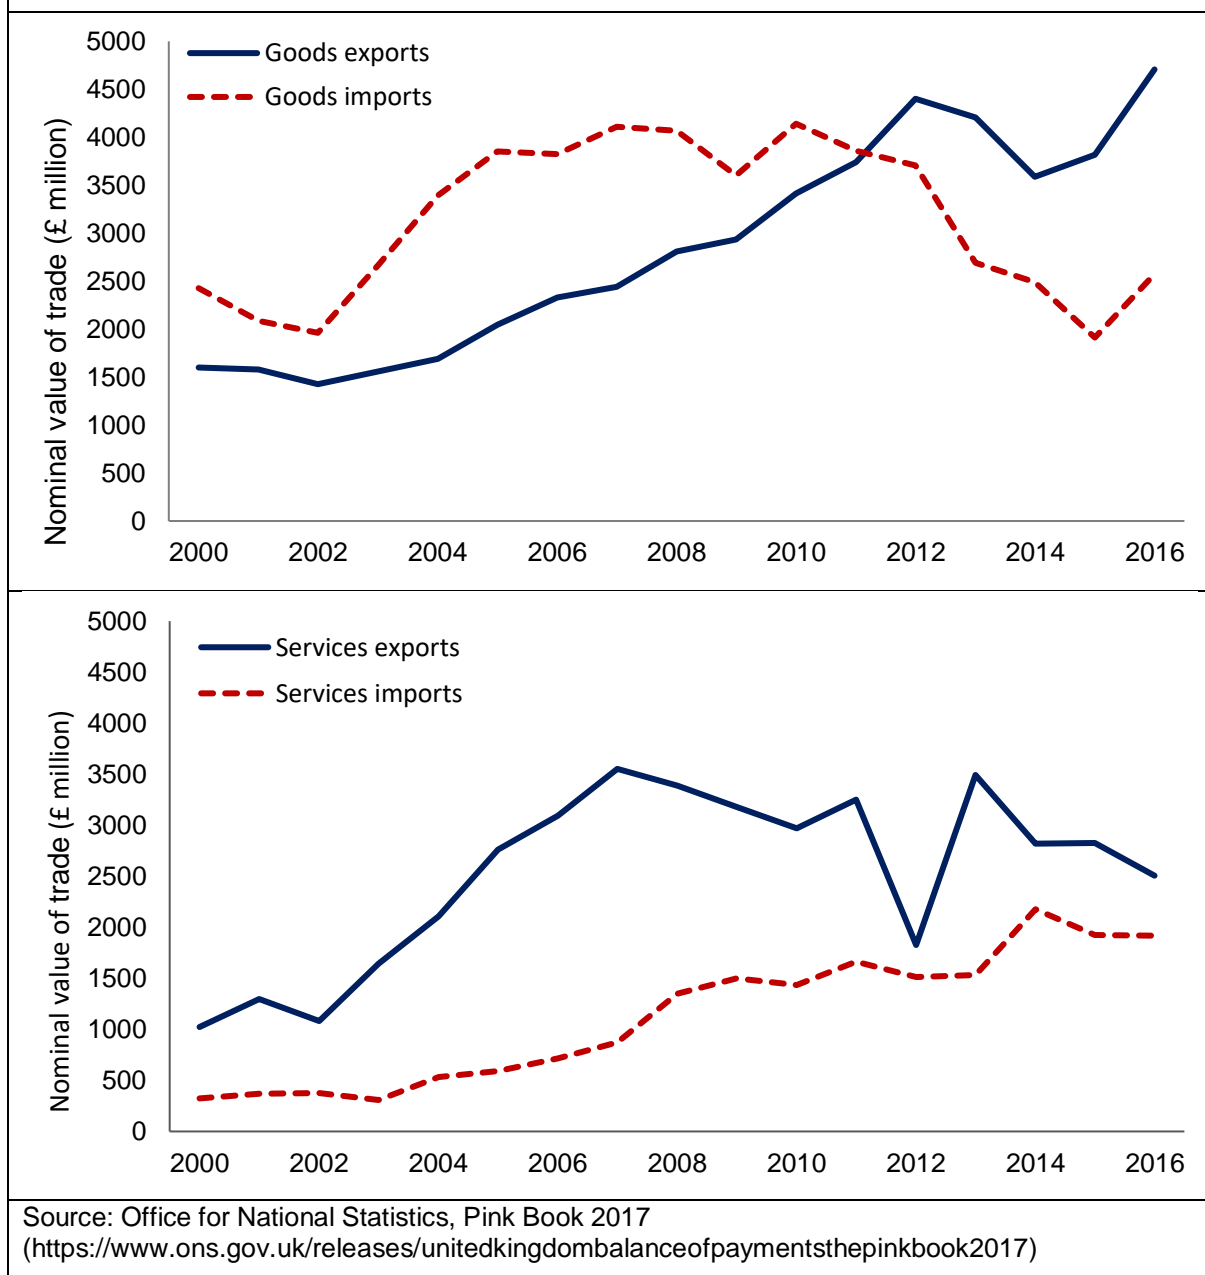 Nominal value of trade (£ million)
5000
4500
4000
3500
3000
2500
2000
1500
1000
500
0
Goods exports
Goods imports
2000 2002 2004 2006 2008 2010 2012 2014 2016
Nominal value of trade (£ million)
5000
4500
4000
3500
3000
2500
2000
1500
1000
500
0
Services exports
Services imports
2000 2002 2004 2006 2008 2010 2012 2014 2016
Source: Office for National Statistics, Pink Book 2017
(https://www.ons.gov.uk/releases/unitedkingdombalanceofpaymentsthepinkbook2017)